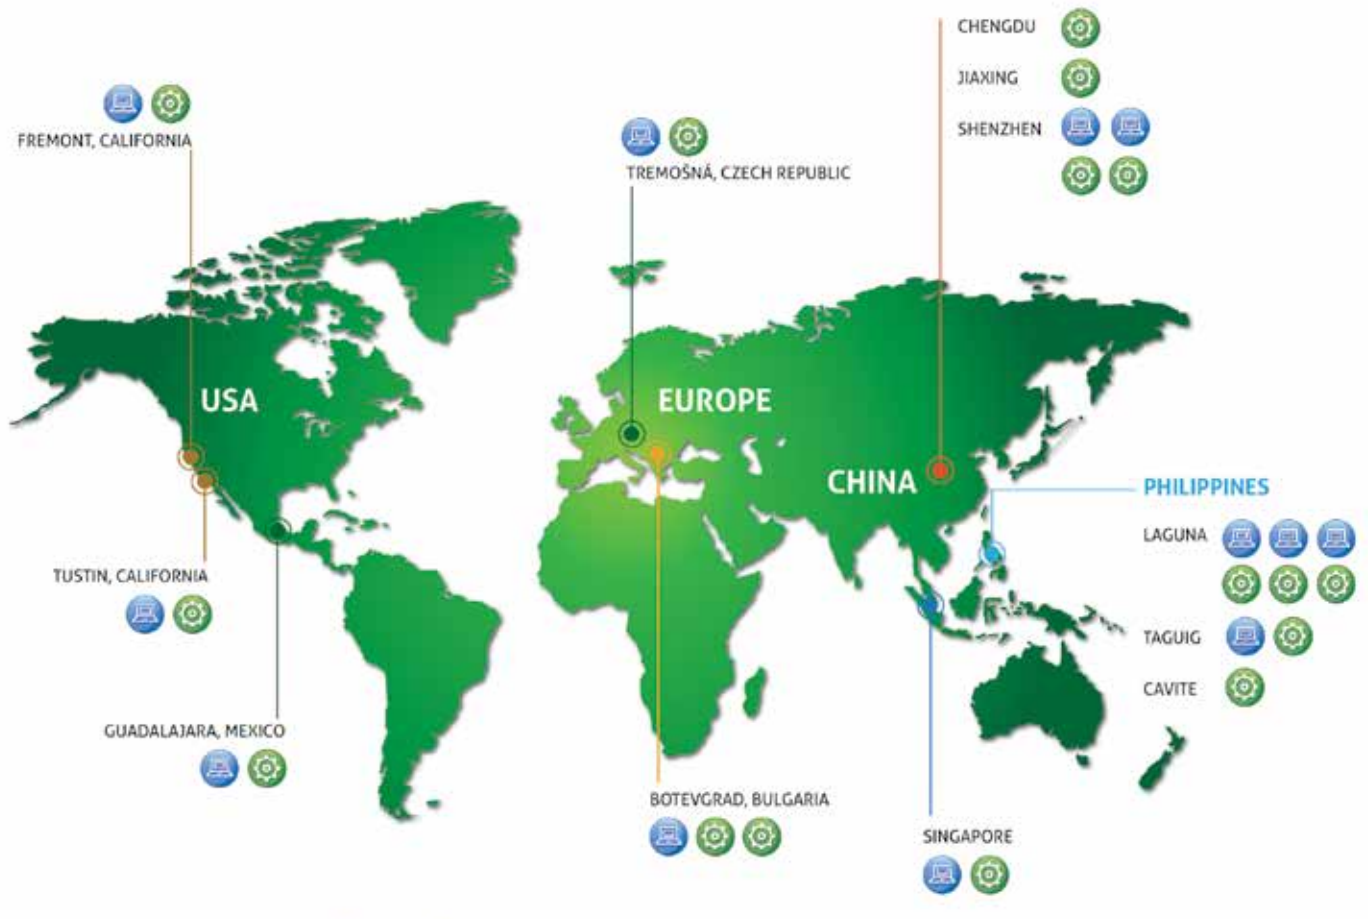 CHENGDU
JIAXING
SHENZHEN
FREMONT, CALIFORNIA
TREMOŠNÁ, CZECH REPUBLIC
USA
EUROPE
CHINA
PHILIPPINES
LAGUNA
TAGUIG
CAVITE
TUSTIN, CALIFORNIA
GUADALAJARA, MEXICO
BOTEVGRAD, BULGARIA
SINGAPORE